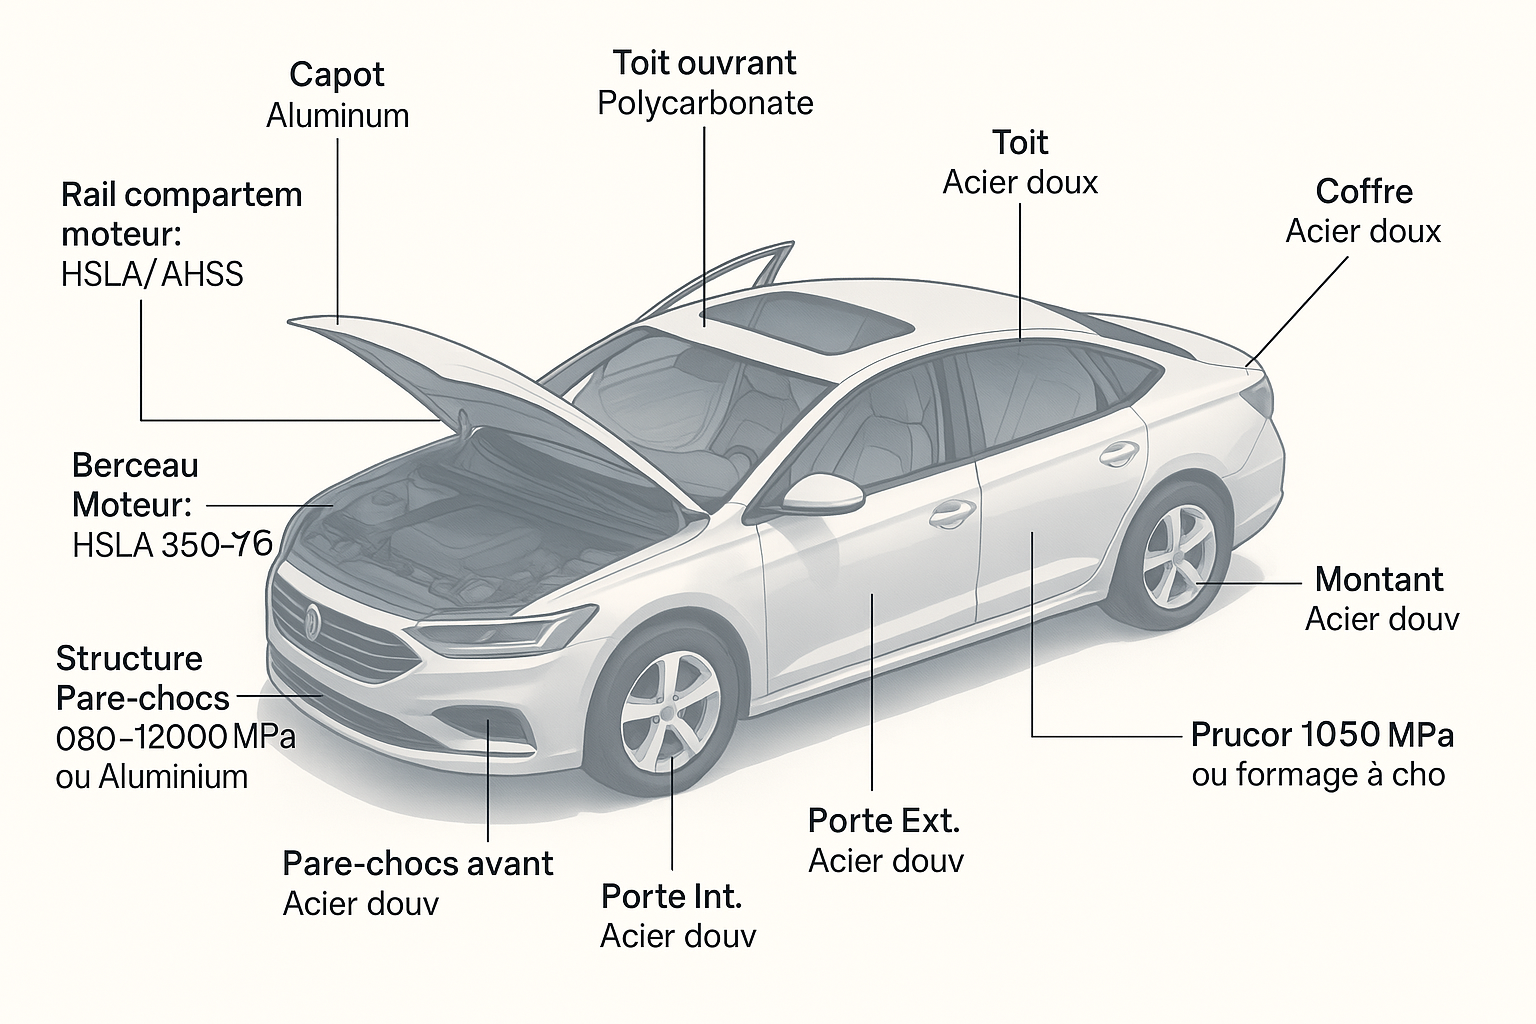 Capot
Aluminum
Toit ouvrant
Polycarbonate
Toit
Acier doux
Coffre
Acier doux
Rail compartem
moteur:
HSLA/AHSS
Berceau
Moteur:
HSLA 350-76
Structure
Pare-chocs
080-12000 MPa
ou Aluminium
Montant
Acier douv
Prucor 1050 MPa
ou formage à cho
Porte Ext.
Acier douv
Pare-chocs avant
Acier douv
Porte Int.
Acier douv